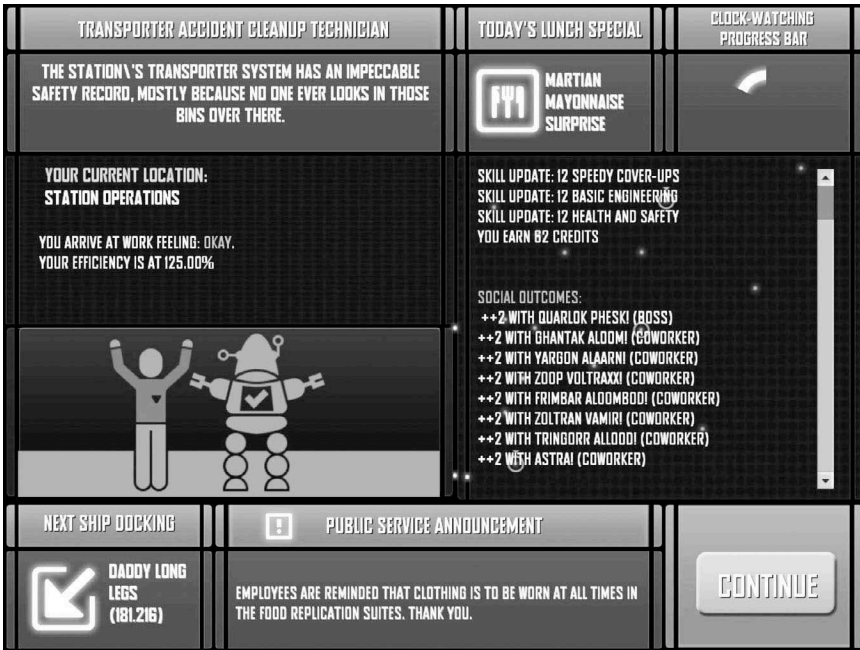 TRANSPORTER ACCIDENT CLEANUP TECHNICIAN
THE STATION\'S TRANSPORTER SYSTEM HAS AN IMPECCABLE
SAFETY RECORD, MOSTLY BECAUSE NO ONE EVER LOOKS IN THOSE
BINS OVER THERE.
TODAY'S LUNCH SPECIAL
MARTIAN
MAYONNAISE
SURPRISE
CLOCK-WATCHING
PROGRESS BAR
YOUR CURRENT LOCATION:
STATION OPERATIONS
YOU ARRIVE AT WORK FEELING: OKAY.
YOUR EFFICIENCY IS AT 125.00%
SKILL UPDATE: 12 SPEEDY COVER-UPS
SKILL UPDATE: 12 BASIC ENGINEERING
SKILL UPDATE: 12 HEALTH AND SAFETY
YOU EARN 82 CREDITS
SOCIAL OUTCOMES:
++2 WITH QUARLOK PHESK! (BOSS)
++2 WITH GHANTAK ALOOM! (COWORKER)
++2 WITH YARGON ALAARN! (COWORKER)
++2 WITH ZOOP VOLTRAXX! (COWORKER)
++2 WITH FRIMBAR ALOOMBOD! (COWORKER)
++2 WITH ZOLTRAN VAMIR! (COWORKER)
++2 WITH TRINGORR ALLODD! (COWORKER)
++2 WITH ASTRA! (COWORKER)
NEXT SHIP DOCKING
DADDY LONG
LEGS
(181.216)
PUBLIC SERVICE ANNOUNCEMENT
EMPLOYEES ARE REMINDED THAT CLOTHING IS TO BE WORN AT ALL TIMES IN
THE FOOD REPLICATION SUITES. THANK YOU.
CONTINUE